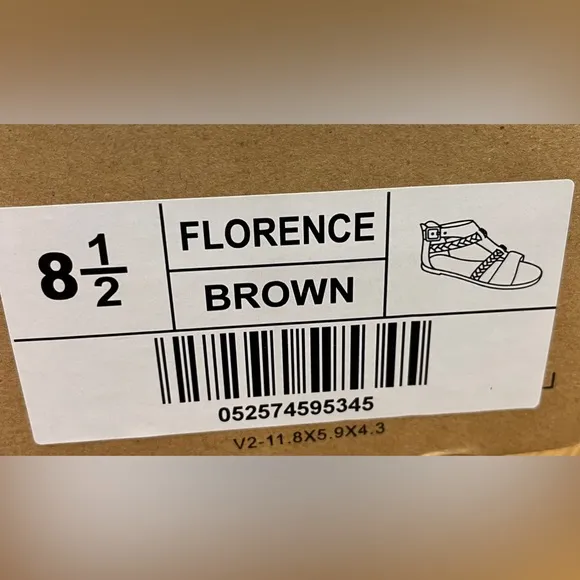 8 1/2
FLORENCE
BROWN
052574595345
V2-11.8X5.9X4.3